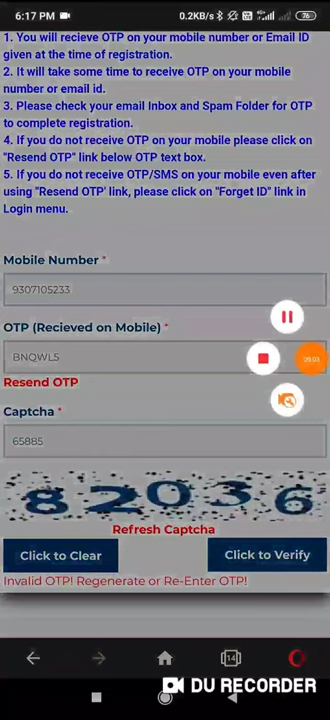 6:17 PM 0.2KB/s 76
1. You will recieve OTP on your mobile number or Email ID
given at the time of registration.
2. It will take some time to receive OTP on your mobile
number or email id.
3. Please check your email Inbox and Spam Folder for OTP
to complete registration.
4. If you do not receive OTP on your mobile please click on
"Resend OTP" link below OTP text box.
5. If you do not receive OTP/SMS on your mobile even after
using "Resend OTP' link, please click on "Forget ID" link in
Login menu.
Mobile Number *
9307105233
OTP (Recieved on Mobile) *
BNQWL5
09:03
Resend OTP
Captcha *
65885
82036
Refresh Captcha
Click to Clear
Click to Verify
Invalid OTP! Regenerate or Re-Enter OTP!
14
DU RECORDER